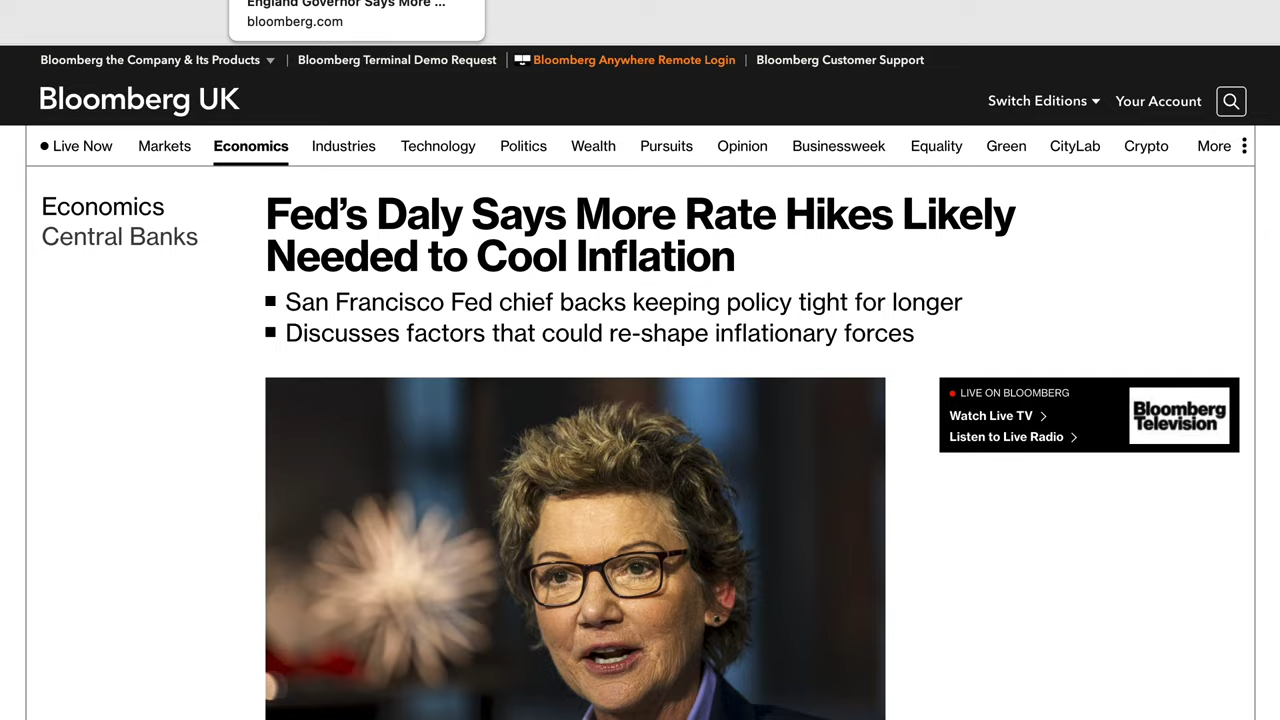 England Governor Says More ...
bloomberg.com
Bloomberg the Company & Its Products
Bloomberg Terminal Demo Request
Bloomberg Anywhere Remote Login
Bloomberg Customer Support
Bloomberg UK
Switch Editions
Your Account
Live Now
Markets
Economics
Industries
Technology
Politics
Wealth
Pursuits
Opinion
Businessweek
Equality
Green
CityLab
Crypto
More
Economics
Central Banks
Fed's Daly Says More Rate Hikes Likely
Needed to Cool Inflation
San Francisco Fed chief backs keeping policy tight for longer
Discusses factors that could re-shape inflationary forces
LIVE ON BLOOMBERG
Watch Live TV
Listen to Live Radio
Bloomberg
Television